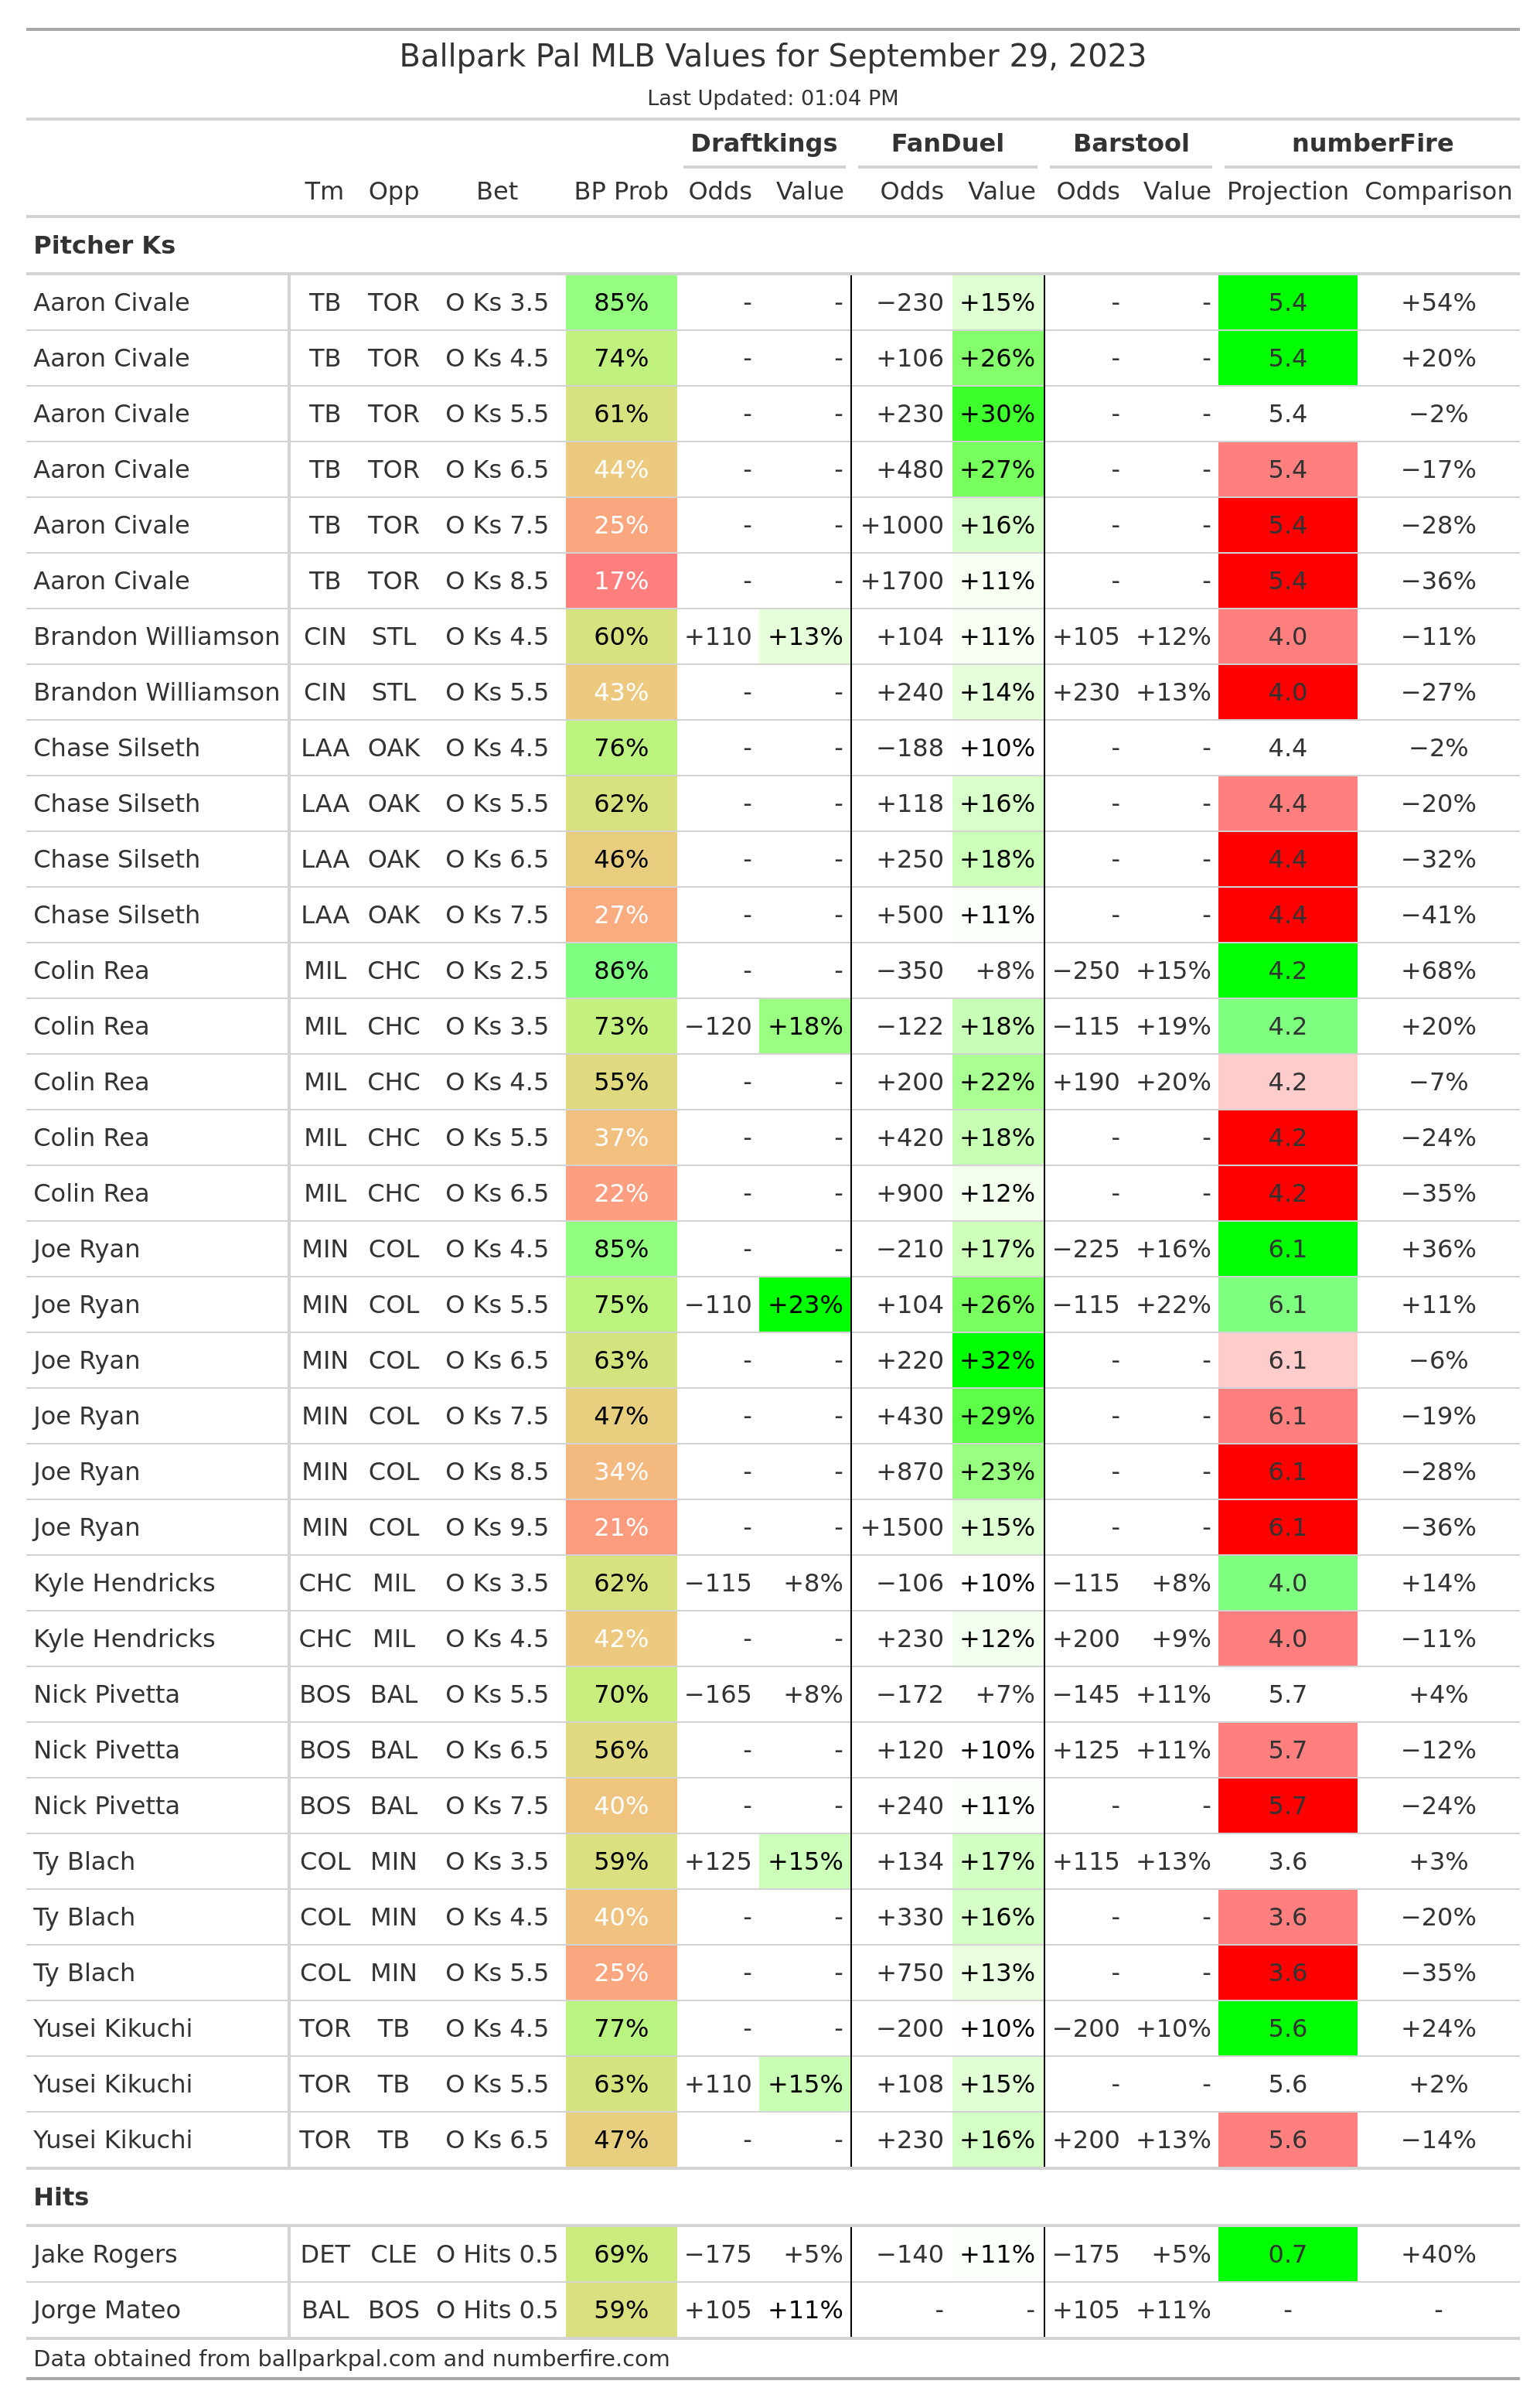 Ballpark Pal MLB Values for September 29, 2023
Last Updated: 01:04 PM
Draftkings FanDuel Barstool numberFire
Tm Opp Bet BP Prob Odds Value Odds Value Odds Value Projection Comparison
Pitcher Ks
Aaron Civale TB TOR O Ks 3.5 85% - - −230 +15% - - 5.4 +54%
Aaron Civale TB TOR O Ks 4.5 74% - - +106 +26% - - 5.4 +20%
Aaron Civale TB TOR O Ks 5.5 61% - - +230 +30% - - 5.4 −2%
Aaron Civale TB TOR O Ks 6.5 44% - - +480 +27% - - 5.4 −17%
Aaron Civale TB TOR O Ks 7.5 25% - - +1000 +16% - - 5.4 −28%
Aaron Civale TB TOR O Ks 8.5 17% - - +1700 +11% - - 5.4 −36%
Brandon Williamson CIN STL O Ks 4.5 60% +110 +13% +104 +11% +105 +12% 4.0 −11%
Brandon Williamson CIN STL O Ks 5.5 43% - - +240 +14% +230 +13% 4.0 −27%
Chase Silseth LAA OAK O Ks 4.5 76% - - −188 +10% - - 4.4 −2%
Chase Silseth LAA OAK O Ks 5.5 62% - - +118 +16% - - 4.4 −20%
Chase Silseth LAA OAK O Ks 6.5 46% - - +250 +18% - - 4.4 −32%
Chase Silseth LAA OAK O Ks 7.5 27% - - +500 +11% - - 4.4 −41%
Colin Rea MIL CHC O Ks 2.5 86% - - −350 +8% −250 +15% 4.2 +68%
Colin Rea MIL CHC O Ks 3.5 73% −120 +18% −122 +18% −115 +19% 4.2 +20%
Colin Rea MIL CHC O Ks 4.5 55% - - +200 +22% +190 +20% 4.2 −7%
Colin Rea MIL CHC O Ks 5.5 37% - - +420 +18% - - 4.2 −24%
Colin Rea MIL CHC O Ks 6.5 22% - - +900 +12% - - 4.2 −35%
Joe Ryan MIN COL O Ks 4.5 85% - - −210 +17% −225 +16% 6.1 +36%
Joe Ryan MIN COL O Ks 5.5 75% −110 +23% +104 +26% −115 +22% 6.1 +11%
Joe Ryan MIN COL O Ks 6.5 63% - - +220 +32% - - 6.1 −6%
Joe Ryan MIN COL O Ks 7.5 47% - - +430 +29% - - 6.1 −19%
Joe Ryan MIN COL O Ks 8.5 34% - - +870 +23% - - 6.1 −28%
Joe Ryan MIN COL O Ks 9.5 21% - - +1500 +15% - - 6.1 −36%
Kyle Hendricks CHC MIL O Ks 3.5 62% −115 +8% −106 +10% −115 +8% 4.0 +14%
Kyle Hendricks CHC MIL O Ks 4.5 42% - - +230 +12% +200 +9% 4.0 −11%
Nick Pivetta BOS BAL O Ks 5.5 70% −165 +8% −172 +7% −145 +11% 5.7 +4%
Nick Pivetta BOS BAL O Ks 6.5 56% - - +120 +10% +125 +11% 5.7 −12%
Nick Pivetta BOS BAL O Ks 7.5 40% - - +240 +11% - - 5.7 −24%
Ty Blach COL MIN O Ks 3.5 59% +125 +15% +134 +17% +115 +13% 3.6 +3%
Ty Blach COL MIN O Ks 4.5 40% - - +330 +16% - - 3.6 −20%
Ty Blach COL MIN O Ks 5.5 25% - - +750 +13% - - 3.6 −35%
Yusei Kikuchi TOR TB O Ks 4.5 77% - - −200 +10% −200 +10% 5.6 +24%
Yusei Kikuchi TOR TB O Ks 5.5 63% +110 +15% +108 +15% - - 5.6 +2%
Yusei Kikuchi TOR TB O Ks 6.5 47% - - +230 +16% +200 +13% 5.6 −14%
Hits
Jake Rogers DET CLE O Hits 0.5 69% −175 +5% −140 +11% −175 +5% 0.7 +40%
Jorge Mateo BAL BOS O Hits 0.5 59% +105 +11% - - +105 +11% - -
Data obtained from ballparkpal.com and numberfire.com